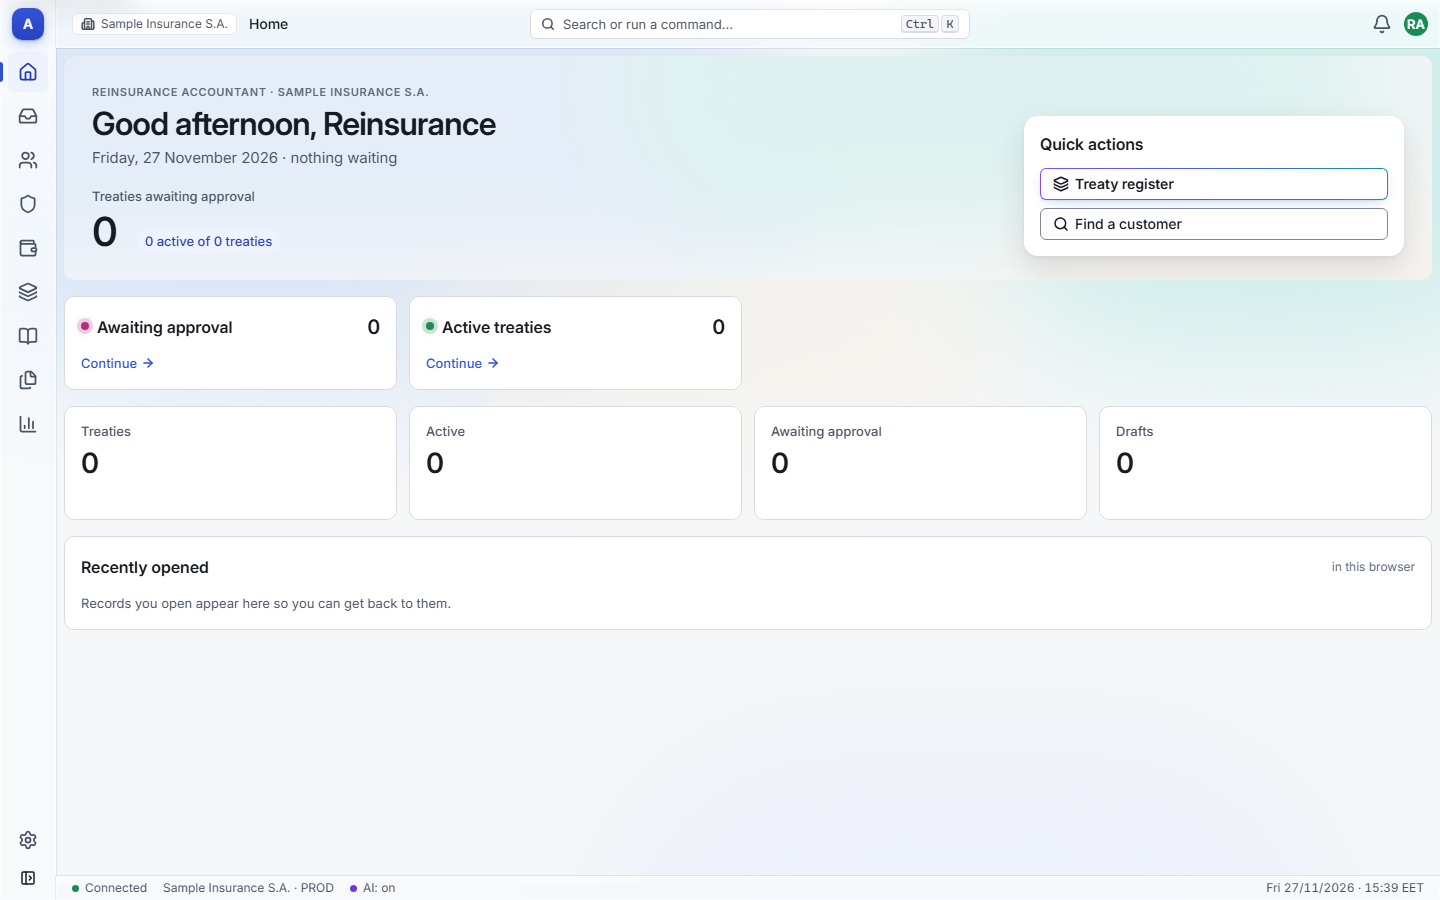 A
Sample Insurance S.A.
Home
Search or run a command...
Ctrl K
RA
REINSURANCE ACCOUNTANT · SAMPLE INSURANCE S.A.
Good afternoon, Reinsurance
Friday, 27 November 2026 · nothing waiting
Treaties awaiting approval
0
0 active of 0 treaties
Quick actions
Treaty register
Find a customer
Awaiting approval 0
Continue →
Active treaties 0
Continue →
Treaties
0
Active
0
Awaiting approval
0
Drafts
0
Recently opened
in this browser
Records you open appear here so you can get back to them.
Connected
Sample Insurance S.A. · PROD
AI: on
Fri 27/11/2026 · 15:39 EET